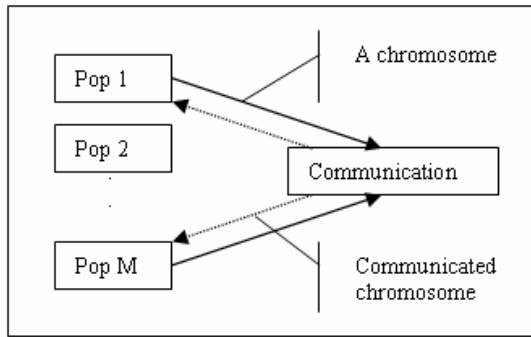 Pop 1
A chromosome
Pop 2
Communication
.
.
Pop M
Communicated
chromosome